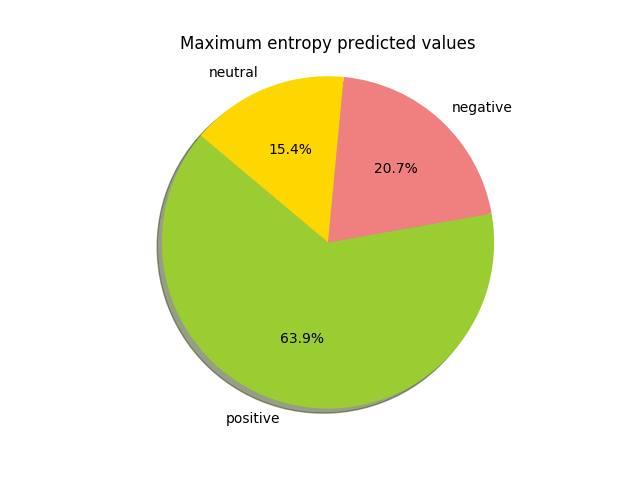 Maximum entropy predicted values
neutral
negative
15.4%
20.7%
63.9%
positive